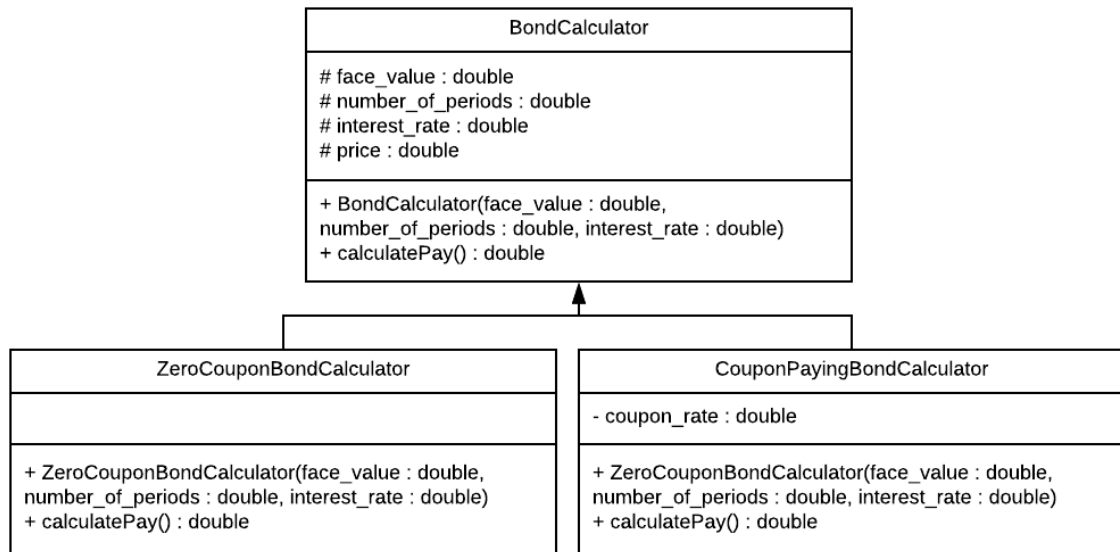 BondCalculator
# face_value : double
# number_of_periods : double
# interest_rate : double
# price : double
+ BondCalculator(face_value : double,
number_of_periods : double, interest_rate : double)
+ calculatePay() : double
ZeroCouponBondCalculator
+ ZeroCouponBondCalculator(face_value : double,
number_of_periods : double, interest_rate : double)
+ calculatePay() : double
CouponPayingBondCalculator
- coupon_rate : double
+ ZeroCouponBondCalculator(face_value : double,
number_of_periods : double, interest_rate : double)
+ calculatePay() : double